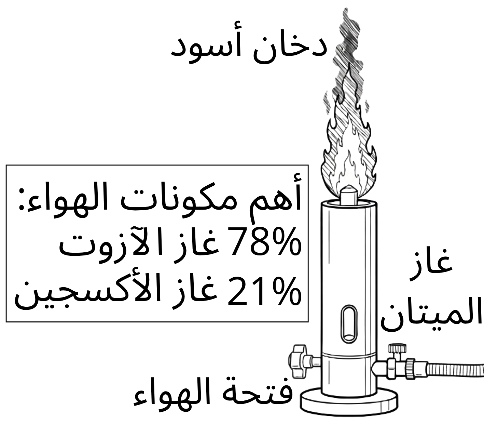 دخان أسود
أهم مكونات الهواء:
78% غاز الآزوت
21% غاز الأكسجين
غاز
الميتان
فتحة الهواء